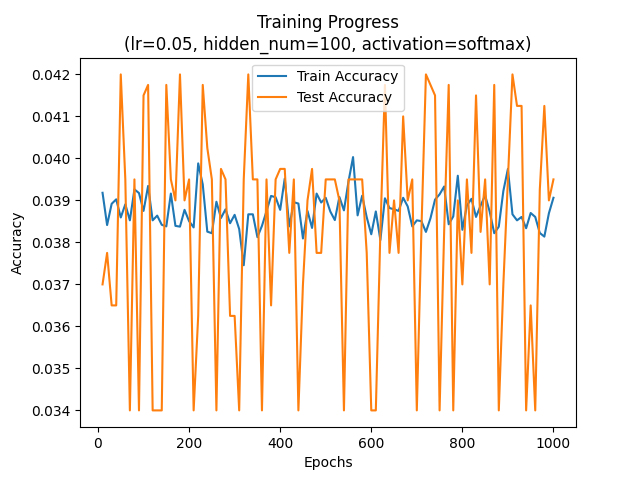 Training Progress
(lr=0.05, hidden_num=100, activation=softmax)
Train Accuracy
Test Accuracy
0.042
0.041
0.040
0.039
0.038
0.037
0.036
0.035
0.034
Accuracy
0 200 400 600 800 1000
Epochs